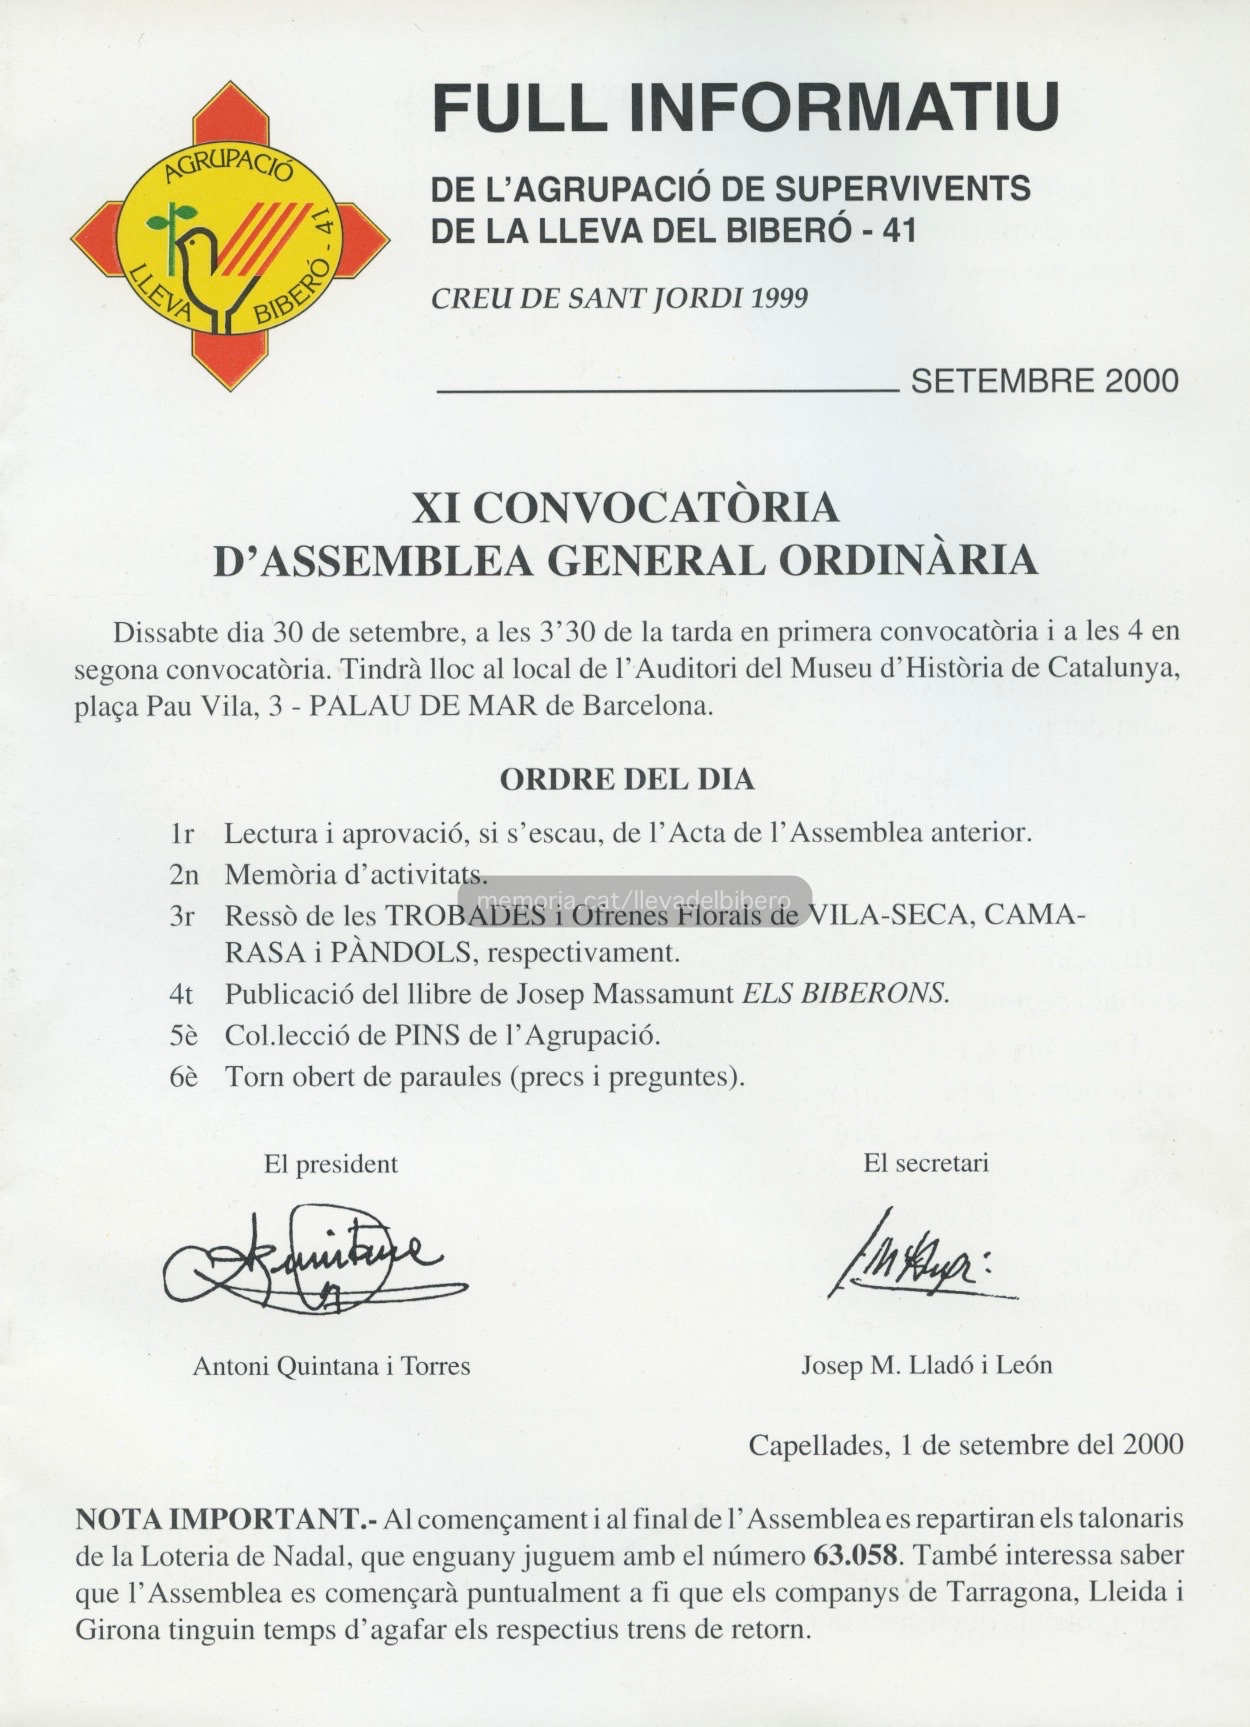 AGRUPACIÓ
LLEVA BIBERÓ - 41
FULL INFORMATIU
DE L'AGRUPACIÓ DE SUPERVIVENTS
DE LA LLEVA DEL BIBERÓ - 41
CREU DE SANT JORDI 1999
SETEMBRE 2000
XI CONVOCATÒRIA
D'ASSEMBLEA GENERAL ORDINÀRIA
Dissabte dia 30 de setembre, a les 3'30 de la tarda en primera convocatòria i a les 4 en
segona convocatòria. Tindrà lloc al local de l'Auditori del Museu d'Història de Catalunya,
plaça Pau Vila, 3 - PALAU DE MAR de Barcelona.
ORDRE DEL DIA
1r Lectura i aprovació, si s'escau, de l'Acta de l'Assemblea anterior.
2n Memòria d'activitats.
memoria.cat/llevadelbibero
3r Ressò de les TROBADES i Ofrenes Florals de VILA-SECA, CAMA-
RASA i PÀNDOLS, respectivament.
4t Publicació del llibre de Josep Massamunt ELS BIBERONS.
5è Col.lecció de PINS de l'Agrupació.
6è Torn obert de paraules (precs i preguntes).
El president El secretari
Antoni Quintana i Torres Josep M. Lladó i León
Capellades, 1 de setembre del 2000
NOTA IMPORTANT.- Al començament i al final de l'Assemblea es repartiran els talonaris
de la Loteria de Nadal, que enguany juguem amb el número 63.058. També interessa saber
que l'Assemblea es començarà puntualment a fi que els companys de Tarragona, Lleida i
Girona tinguin temps d'agafar els respectius trens de retorn.